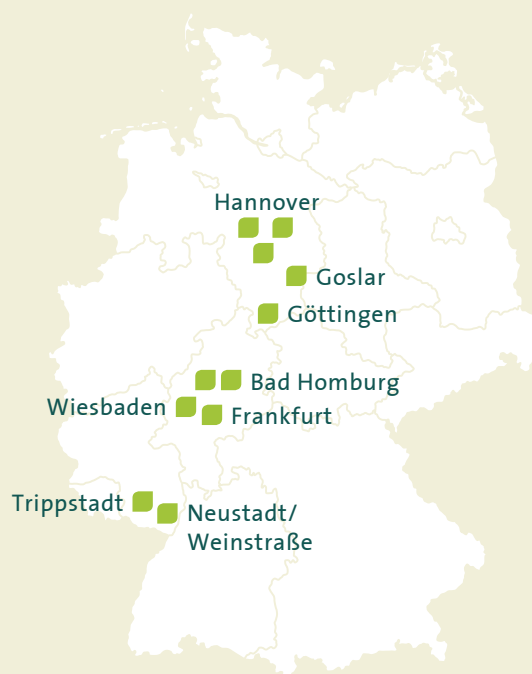 Hannover
Goslar
Göttingen
Bad Homburg
Wiesbaden
Frankfurt
Trippstadt
Neustadt/
Weinstraße